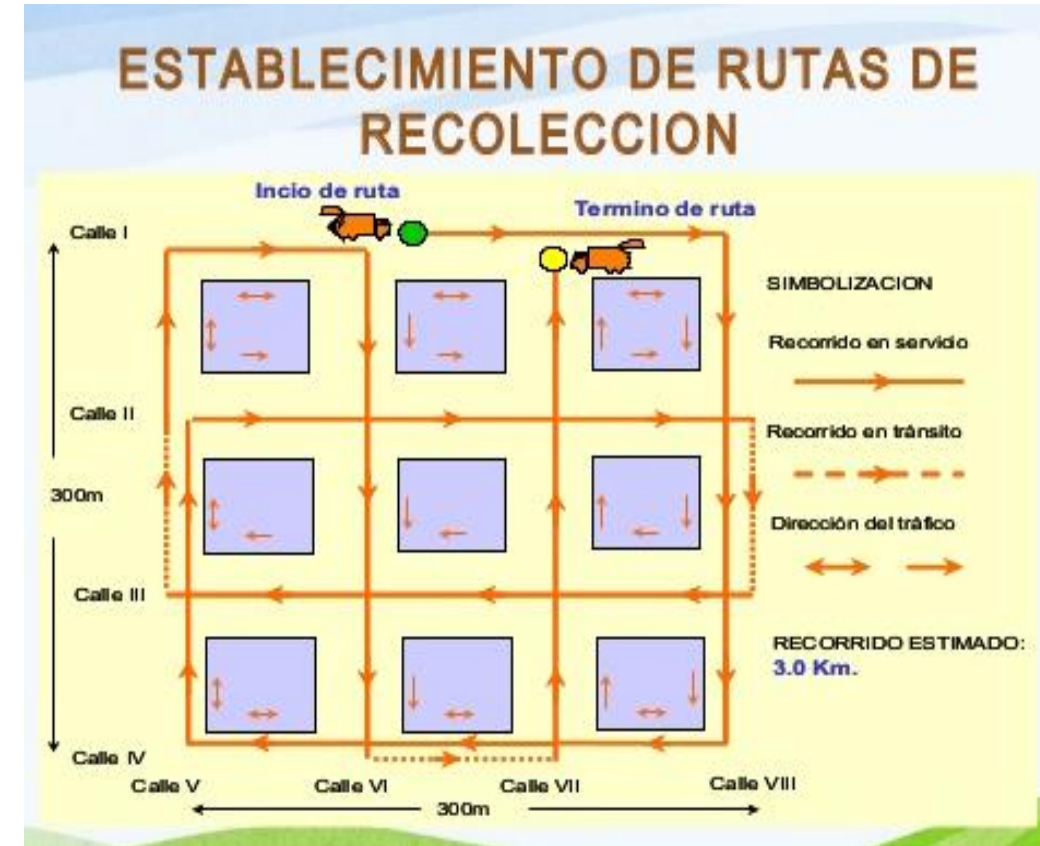 ESTABLECIMIENTO DE RUTAS DE
RECOLECCION
Incio de ruta
Termino de ruta
Calle I
SIMBOLIZACION
Recorrido en servicio
Calle II
Recorrido en tránsito
300m
Dirección del tráfico
Calle III
RECORRIDO ESTIMADO:
3.0 Km.
Calle IV
Calle V
Calle VI
Calle VII
Calle VIII
300m